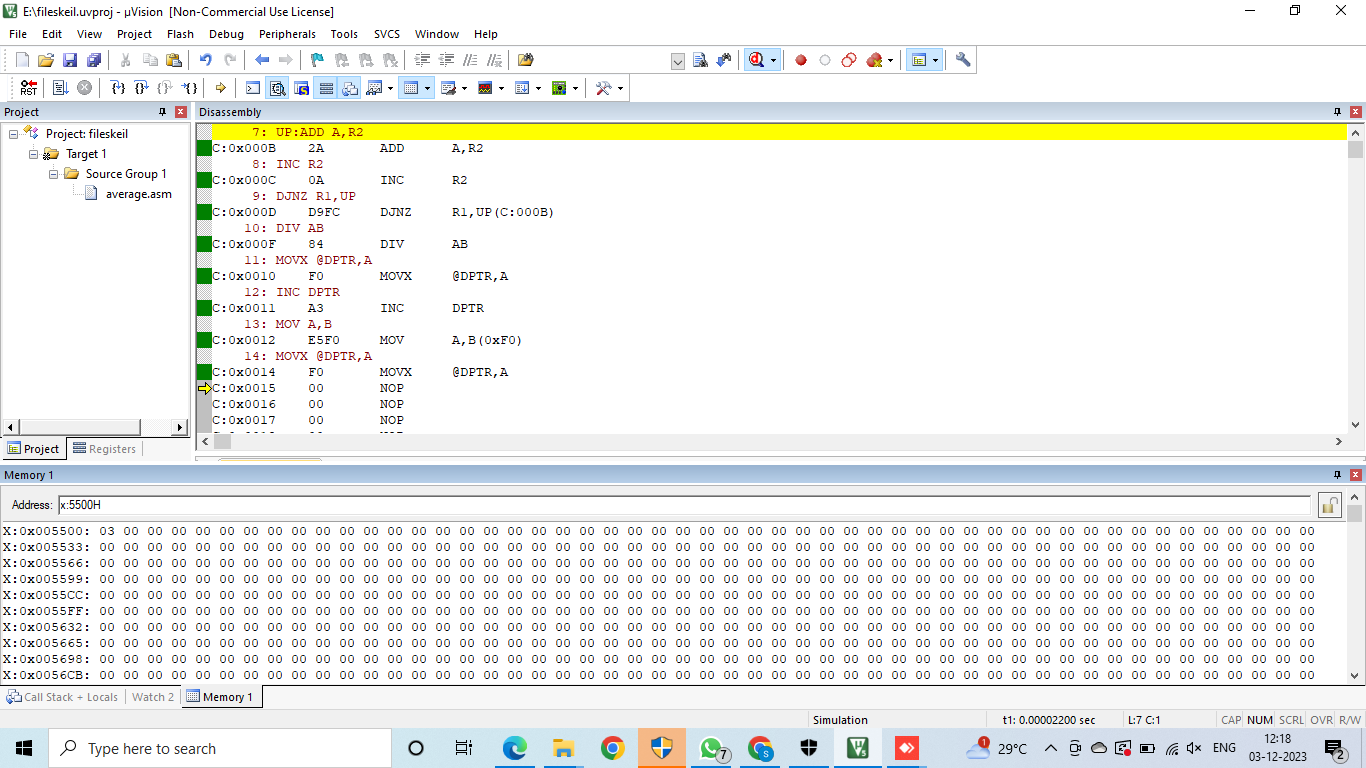 E:\fileskeil.uvproj - µVision [Non-Commercial Use License]
File Edit View Project Flash Debug Peripherals Tools SVCS Window Help
Project
Project: fileskeil
Target 1
Source Group 1
average.asm
Project Registers
Disassembly
7: UP:ADD A,R2
C:0x000B 2A ADD A,R2
8: INC R2
C:0x000C 0A INC R2
9: DJNZ R1,UP
C:0x000D D9FC DJNZ R1,UP(C:000B)
10: DIV AB
C:0x000F 84 DIV AB
11: MOVX @DPTR,A
C:0x0010 F0 MOVX @DPTR,A
12: INC DPTR
C:0x0011 A3 INC DPTR
13: MOV A,B
C:0x0012 E5F0 MOV A,B(0xF0)
14: MOVX @DPTR,A
C:0x0014 F0 MOVX @DPTR,A
C:0x0015 00 NOP
C:0x0016 00 NOP
C:0x0017 00 NOP
Memory 1
Address: x:5500H
X:0x005500: 03 00 00 00 00 00 00 00 00 00 00 00 00 00 00 00 00 00 00 00 00 00 00 00 00 00 00 00 00 00 00 00 00 00 00 00 00 00 00 00 00 00 00 00 00 00 00 00 00 00 00
X:0x005533: 00 00 00 00 00 00 00 00 00 00 00 00 00 00 00 00 00 00 00 00 00 00 00 00 00 00 00 00 00 00 00 00 00 00 00 00 00 00 00 00 00 00 00 00 00 00 00 00 00 00 00
X:0x005566: 00 00 00 00 00 00 00 00 00 00 00 00 00 00 00 00 00 00 00 00 00 00 00 00 00 00 00 00 00 00 00 00 00 00 00 00 00 00 00 00 00 00 00 00 00 00 00 00 00 00 00
X:0x005599: 00 00 00 00 00 00 00 00 00 00 00 00 00 00 00 00 00 00 00 00 00 00 00 00 00 00 00 00 00 00 00 00 00 00 00 00 00 00 00 00 00 00 00 00 00 00 00 00 00 00 00
X:0x0055CC: 00 00 00 00 00 00 00 00 00 00 00 00 00 00 00 00 00 00 00 00 00 00 00 00 00 00 00 00 00 00 00 00 00 00 00 00 00 00 00 00 00 00 00 00 00 00 00 00 00 00 00
X:0x0055FF: 00 00 00 00 00 00 00 00 00 00 00 00 00 00 00 00 00 00 00 00 00 00 00 00 00 00 00 00 00 00 00 00 00 00 00 00 00 00 00 00 00 00 00 00 00 00 00 00 00 00 00
X:0x005632: 00 00 00 00 00 00 00 00 00 00 00 00 00 00 00 00 00 00 00 00 00 00 00 00 00 00 00 00 00 00 00 00 00 00 00 00 00 00 00 00 00 00 00 00 00 00 00 00 00 00 00
X:0x005665: 00 00 00 00 00 00 00 00 00 00 00 00 00 00 00 00 00 00 00 00 00 00 00 00 00 00 00 00 00 00 00 00 00 00 00 00 00 00 00 00 00 00 00 00 00 00 00 00 00 00 00
X:0x005698: 00 00 00 00 00 00 00 00 00 00 00 00 00 00 00 00 00 00 00 00 00 00 00 00 00 00 00 00 00 00 00 00 00 00 00 00 00 00 00 00 00 00 00 00 00 00 00 00 00 00 00
X:0x0056CB: 00 00 00 00 00 00 00 00 00 00 00 00 00 00 00 00 00 00 00 00 00 00 00 00 00 00 00 00 00 00 00 00 00 00 00 00 00 00 00 00 00 00 00 00 00 00 00 00 00 00 00
Call Stack + Locals Watch 2 Memory 1
Simulation t1: 0.00002200 sec L:7 C:1 CAP NUM SCRL OVR R/W
Type here to search
7
1
29°C
ENG
12:18
03-12-2023
2